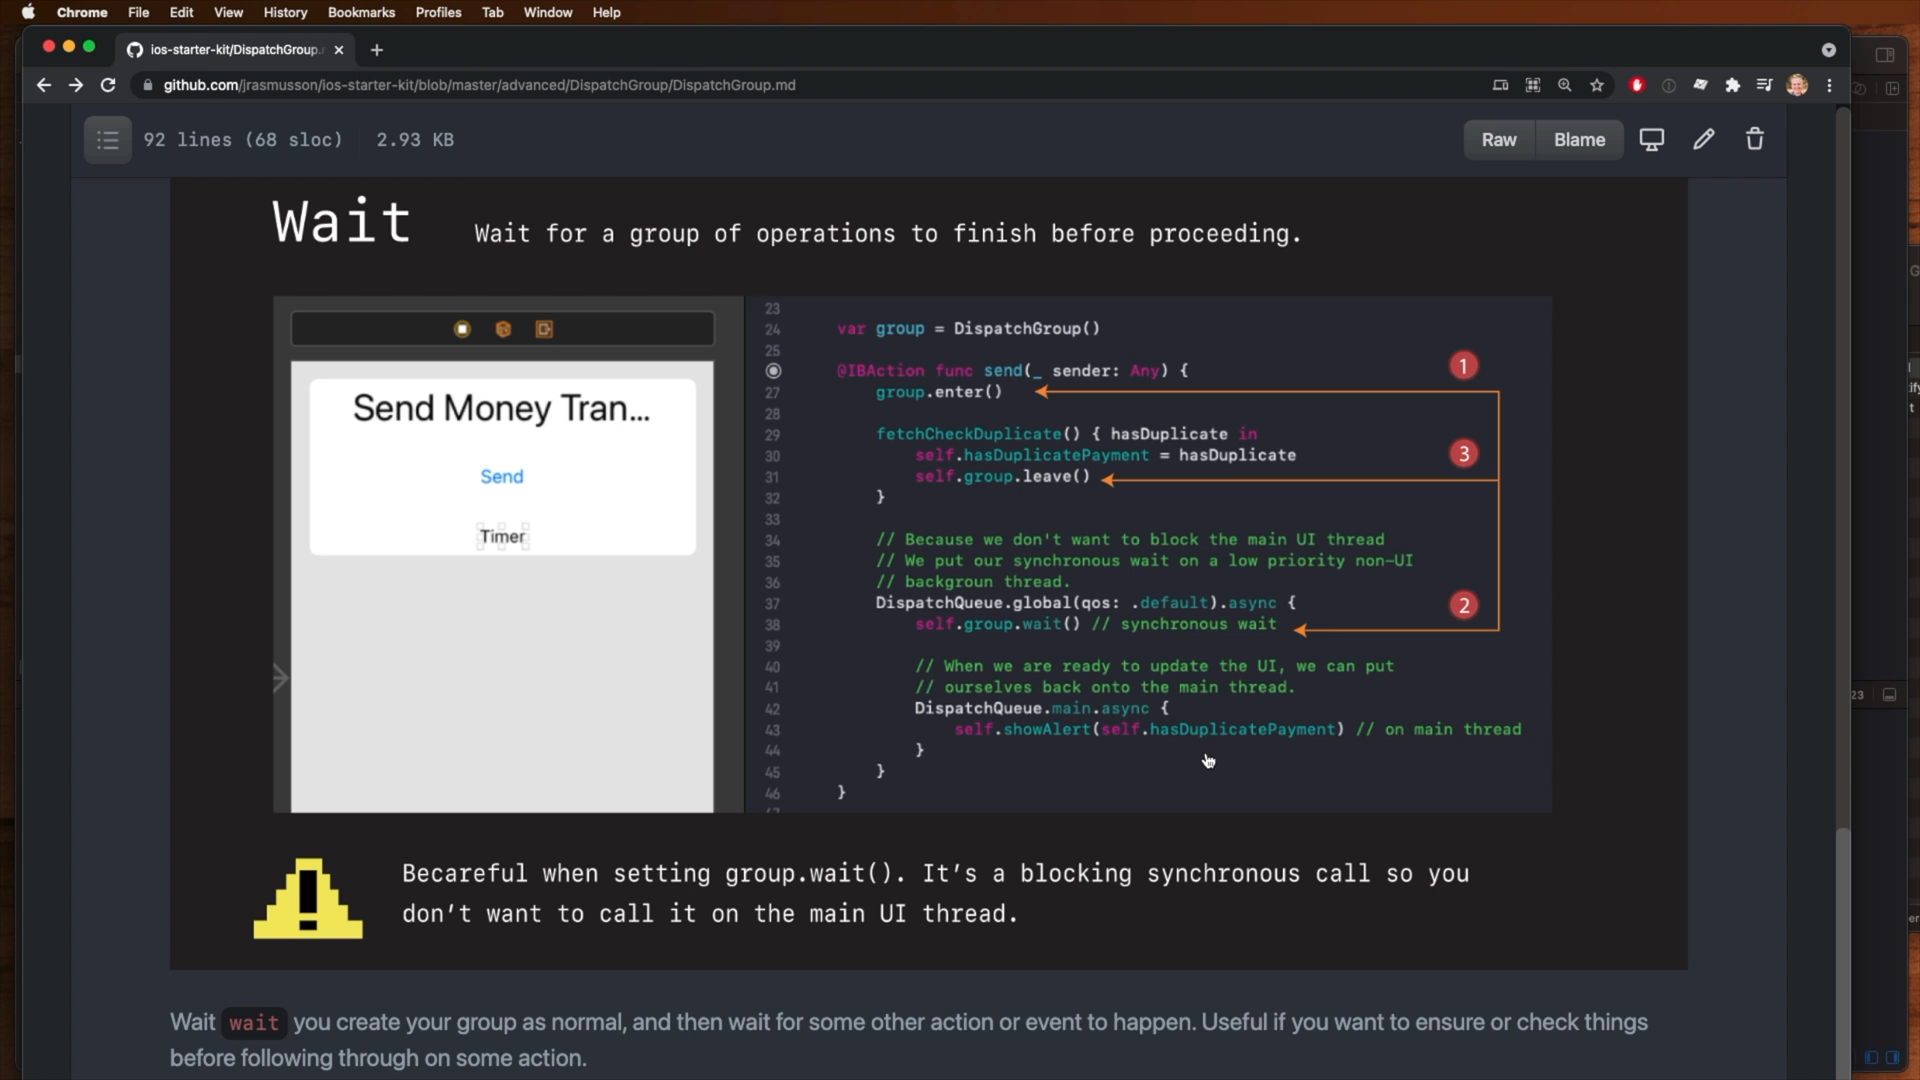 Chrome File Edit View History Bookmarks Profiles Tab Window Help
ios-starter-kit/DispatchGroup.
github.com/jrasmusson/ios-starter-kit/blob/master/advanced/DispatchGroup/DispatchGroup.md
92 lines (68 sloc) 2.93 KB
Raw Blame
Wait Wait for a group of operations to finish before proceeding.
Send Money Tran...
Send
Timer
23
24 var group = DispatchGroup()
25
@IBAction func send(_ sender: Any) { 1
27 group.enter()
28
29 fetchCheckDuplicate() { hasDuplicate in
30 self.hasDuplicatePayment = hasDuplicate 3
31 self.group.leave()
32 }
33
34 // Because we don't want to block the main UI thread
35 // We put our synchronous wait on a low priority non-UI
36 // backgroun thread.
37 DispatchQueue.global(qos: .default).async { 2
38 self.group.wait() // synchronous wait
39
40 // When we are ready to update the UI, we can put
41 // ourselves back onto the main thread.
42 DispatchQueue.main.async {
43 self.showAlert(self.hasDuplicatePayment) // on main thread
44 }
45 }
46 }
Becareful when setting group.wait(). It's a blocking synchronous call so you
don't want to call it on the main UI thread.
Wait wait you create your group as normal, and then wait for some other action or event to happen. Useful if you want to ensure or check things
before following through on some action.
23